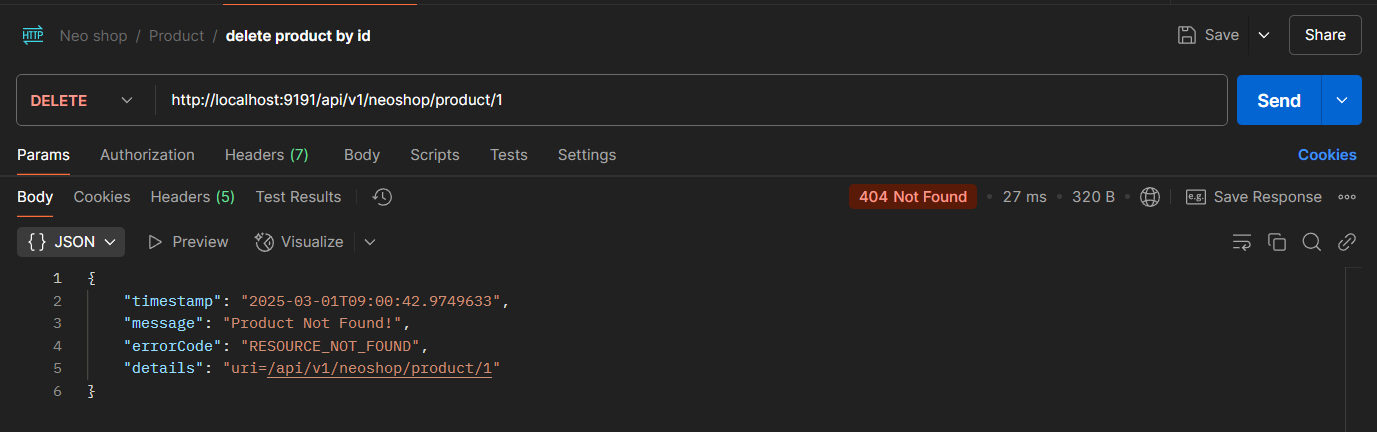 HTTP Neo shop / Product / delete product by id Save Share
DELETE http://localhost:9191/api/v1/neoshop/product/1 Send
Params Authorization Headers (7) Body Scripts Tests Settings Cookies
Body Cookies Headers (5) Test Results 404 Not Found • 27 ms • 320 B • e.g. Save Response
{} JSON Preview Visualize
1 {
2 "timestamp": "2025-03-01T09:00:42.9749633",
3 "message": "Product Not Found!",
4 "errorCode": "RESOURCE_NOT_FOUND",
5 "details": "uri=/api/v1/neoshop/product/1"
6 }